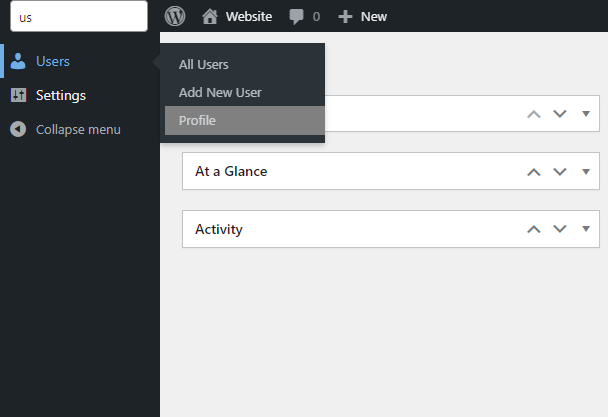 us
Website 0 New
Users
All Users
Add New User
Profile
Settings
Collapse menu
At a Glance
Activity